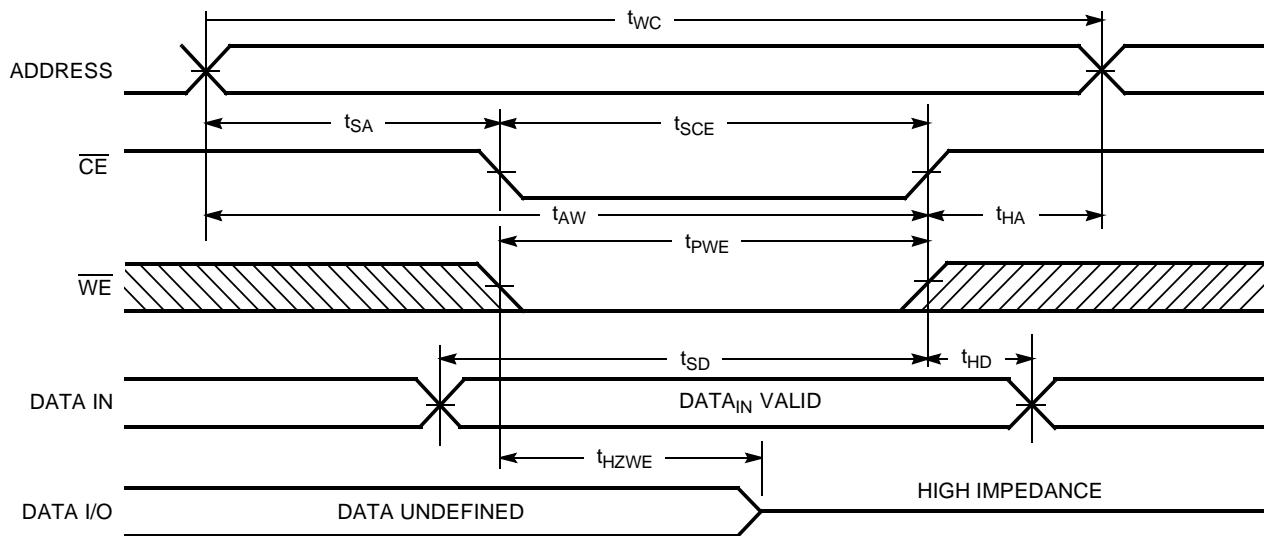 tWC
ADDRESS
tSA
tSCE
CE
tAW
tHA
tPWE
WE
tSD
tHD
DATA IN
DATAIN VALID
tHZWE
HIGH IMPEDANCE
DATA I/O
DATA UNDEFINED